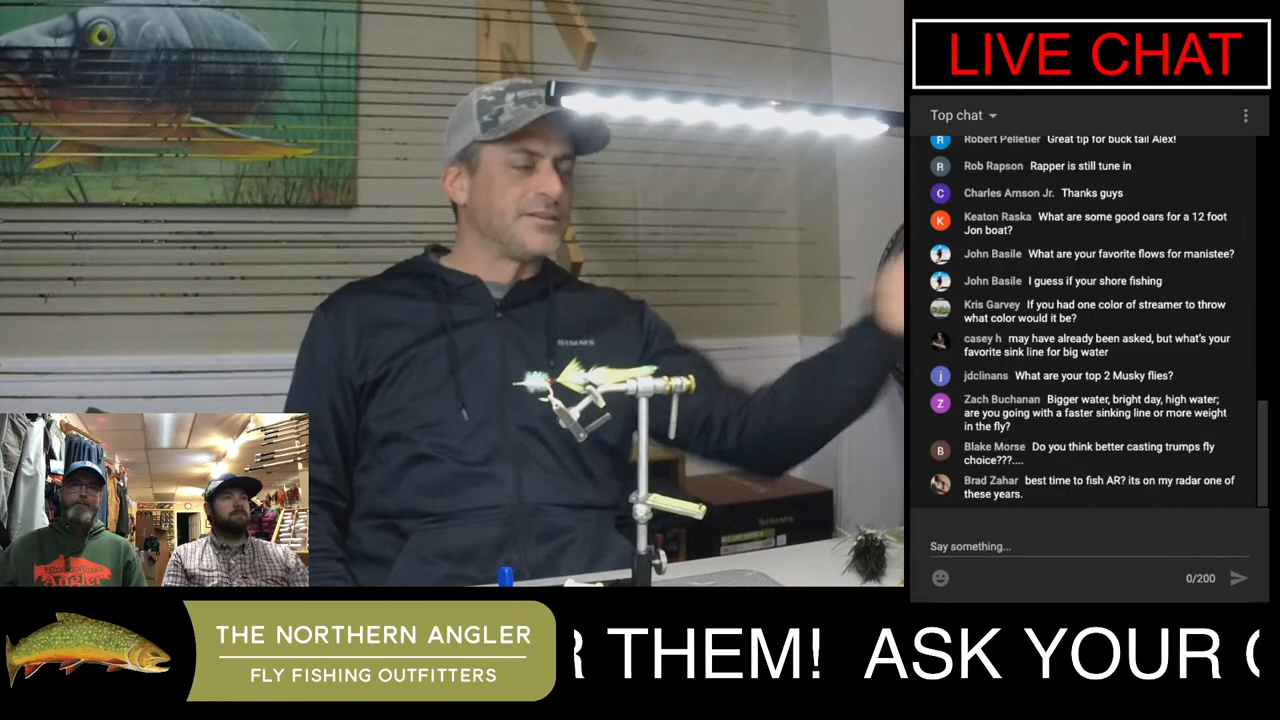 LIVE CHAT
Top chat
Robert Pelletier Great tip for buck tail Alex!
R
Rob Rapson Rapper is still tune in
R
Charles Arnson Jr. Thanks guys
C
Keaton Raska What are some good oars for a 12 foot
Jon boat?
K
John Basile What are your favorite flows for manistee?
John Basile I guess if your shore fishing
Kris Garvey If you had one color of streamer to throw
what color would it be?
casey h may have already been asked, but what's your
favorite sink line for big water
jdclinans What are your top 2 Musky flies?
j
Zach Buchanan Bigger water, bright day, high water;
are you going with a faster sinking line or more weight
in the fly?
Z
Blake Morse Do you think better casting trumps fly
choice???....
B
Brad Zahar best time to fish AR? its on my radar one of
these years.
Say something...
0/200
The Northern
Angler
THE NORTHERN ANGLER
FLY FISHING OUTFITTERS
R THEM! ASK YOUR